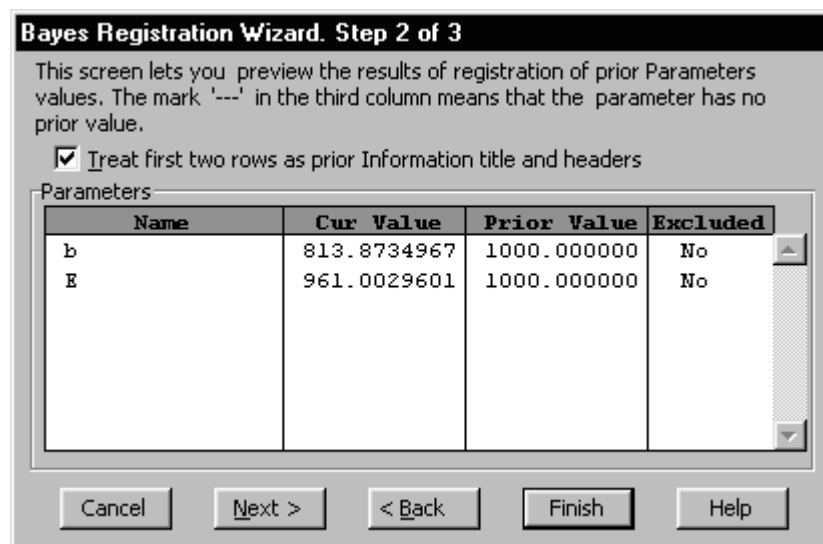 Bayes Registration Wizard. Step 2 of 3
This screen lets you preview the results of registration of prior Parameters
values. The mark '---' in the third column means that the parameter has no
prior value.
Treat first two rows as prior Information title and headers
Parameters
Name Cur Value Prior Value Excluded
b 813.8734967 1000.000000 No
E 961.0029601 1000.000000 No
Cancel Next > < Back Finish Help